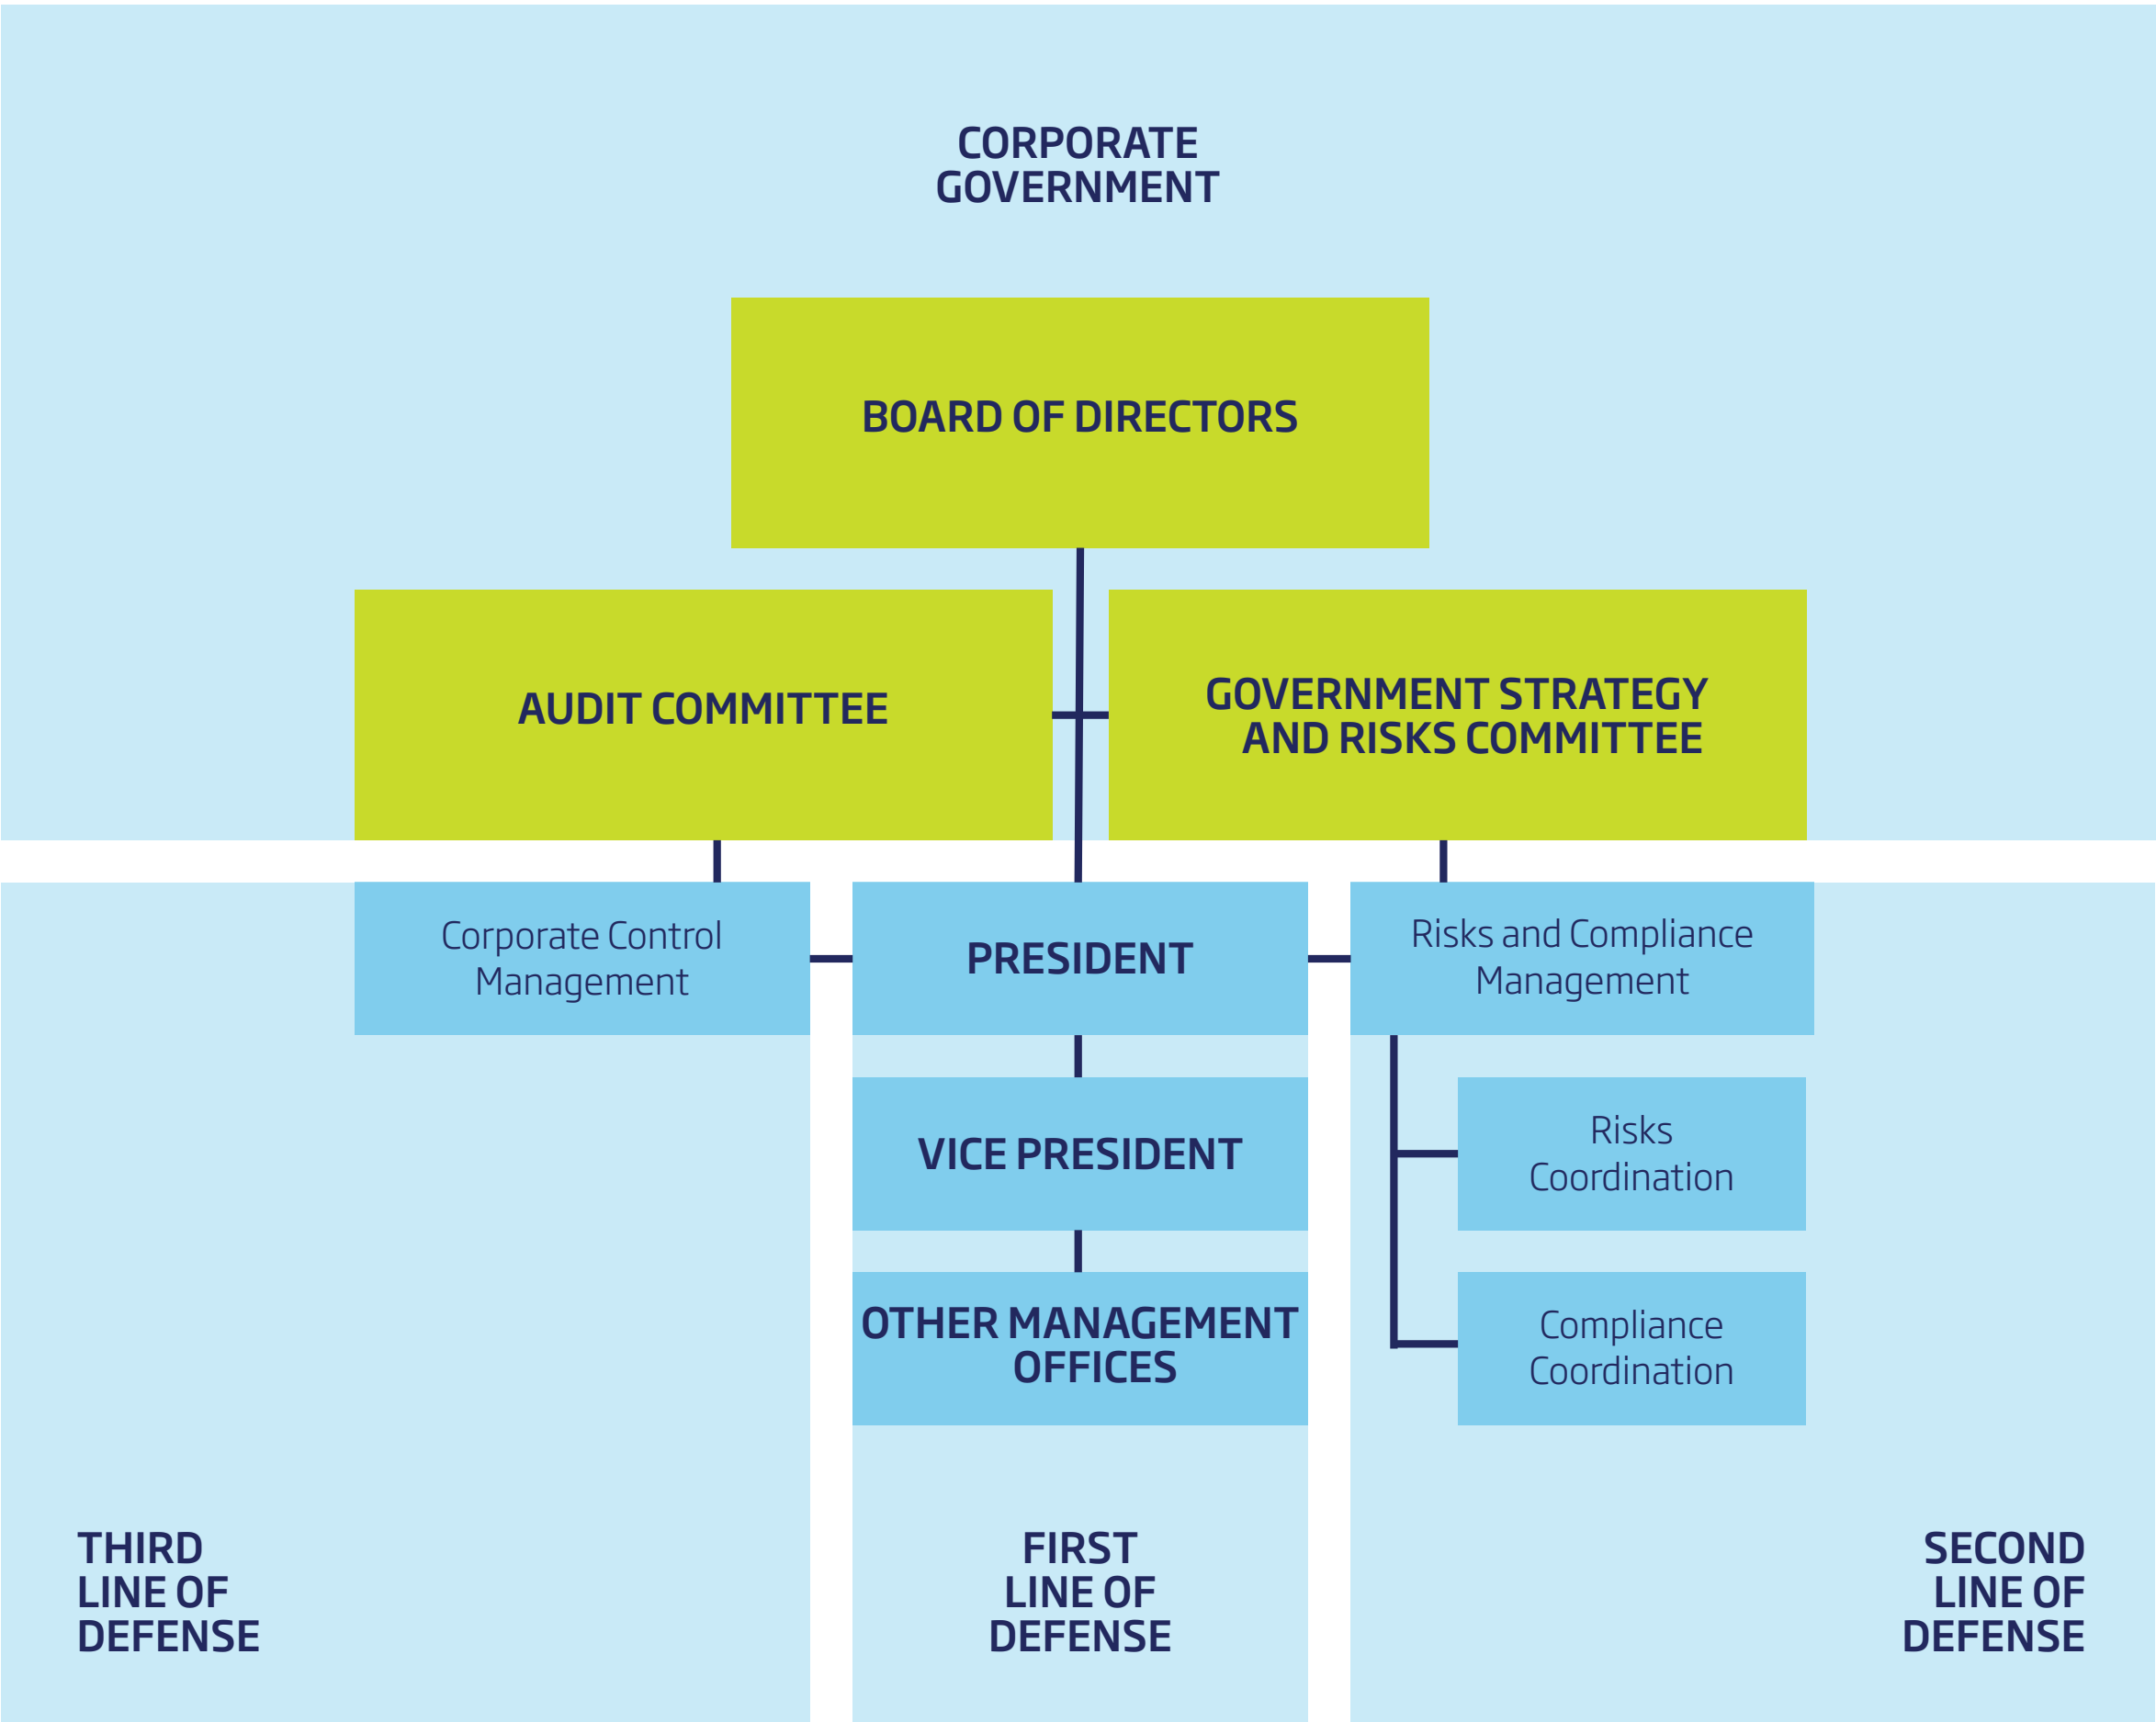 CORPORATE
GOVERNMENT
BOARD OF DIRECTORS
AUDIT COMMITTEE
GOVERNMENT STRATEGY
AND RISKS COMMITTEE
Corporate Control
Management
PRESIDENT
Risks and Compliance
Management
VICE PRESIDENT
Risks
Coordination
OTHER MANAGEMENT
OFFICES
Compliance
Coordination
THIRD
LINE OF
DEFENSE
FIRST
LINE OF
DEFENSE
SECOND
LINE OF
DEFENSE